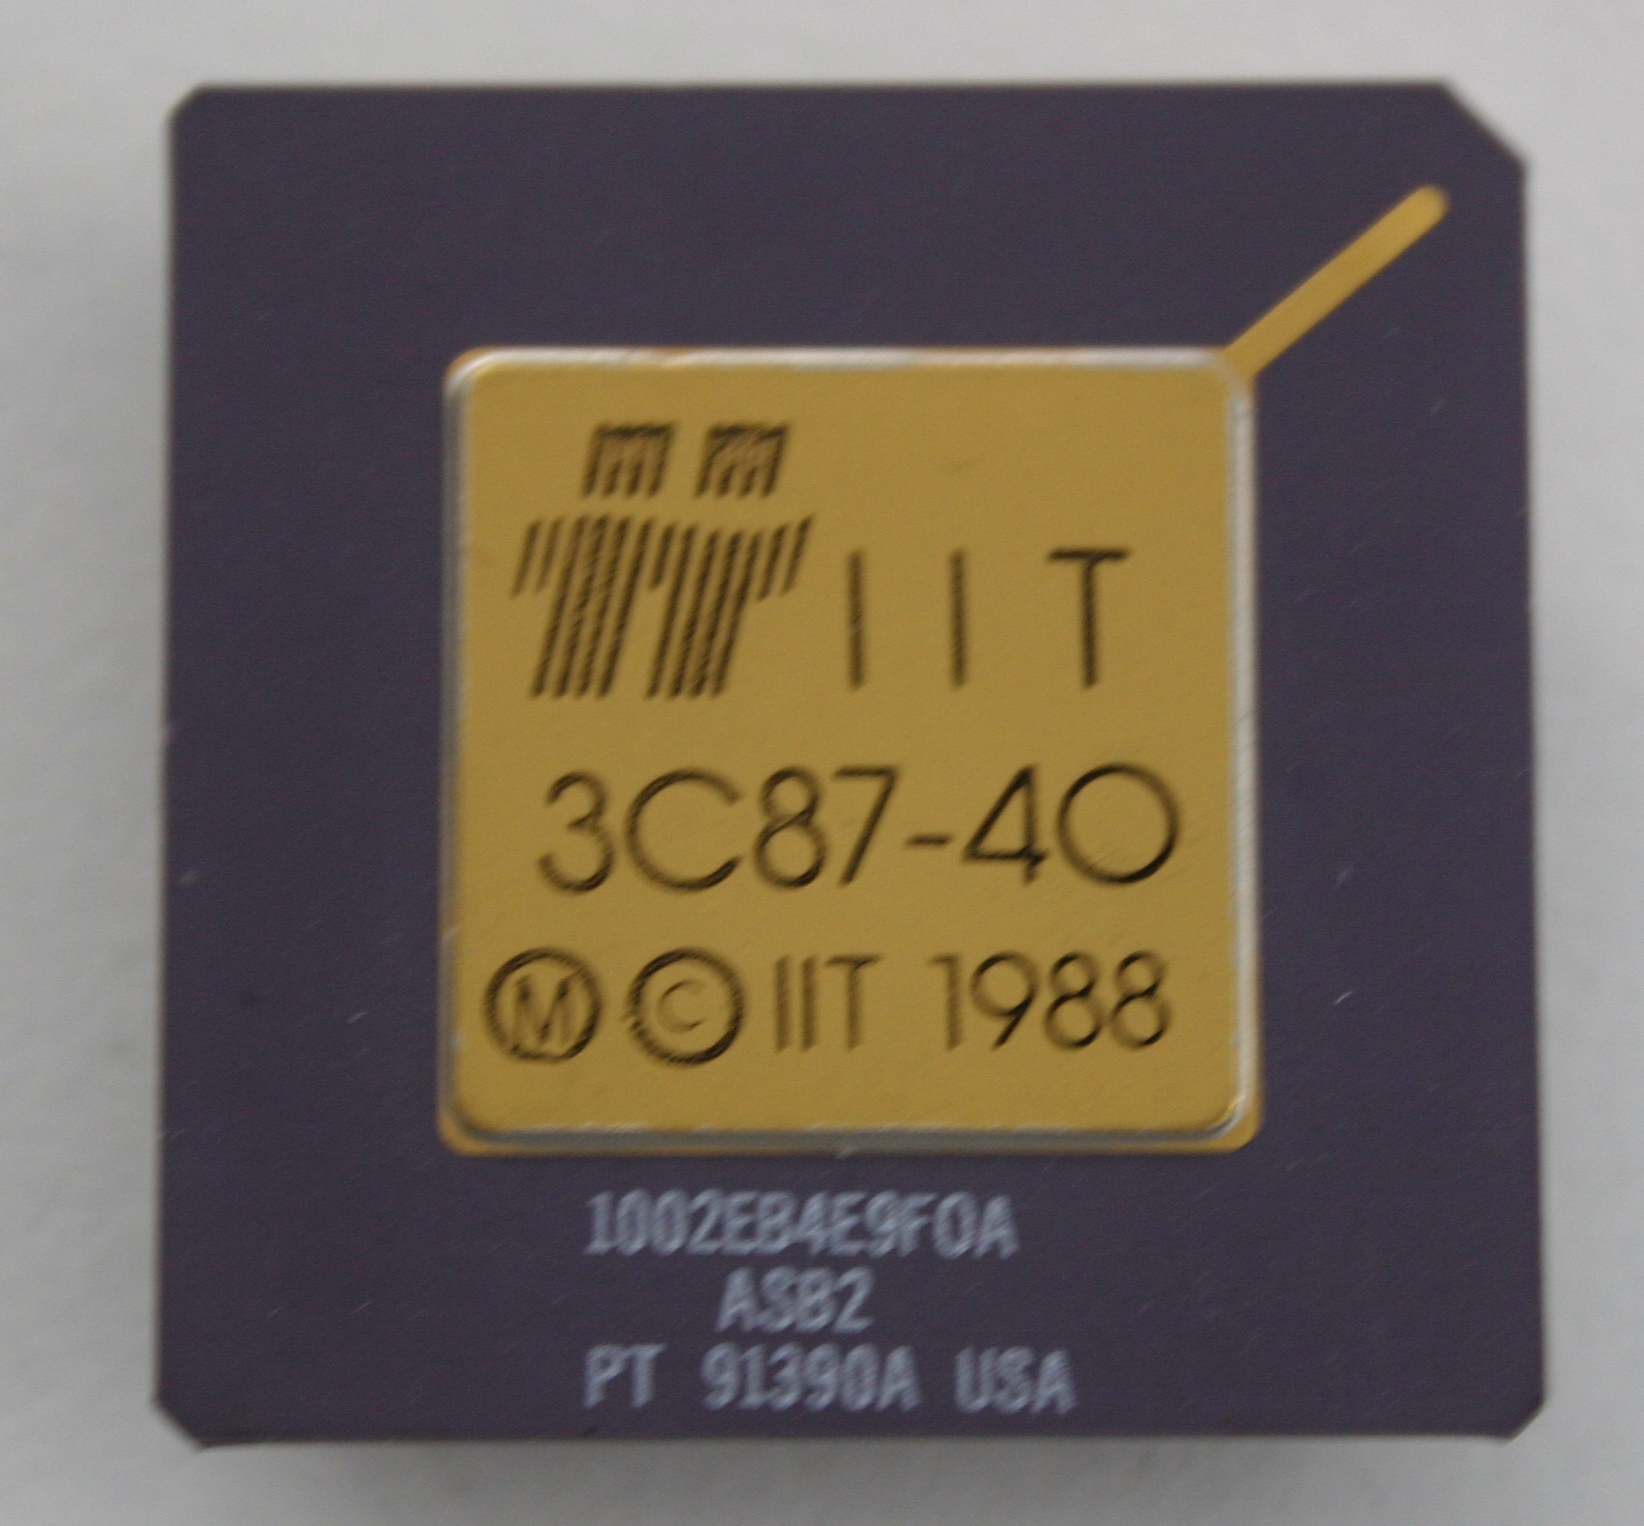 IIT
3C87-40
Ⓜ © IIT 1988
1002EB4E9F0A
ASB2
PT 91390A USA